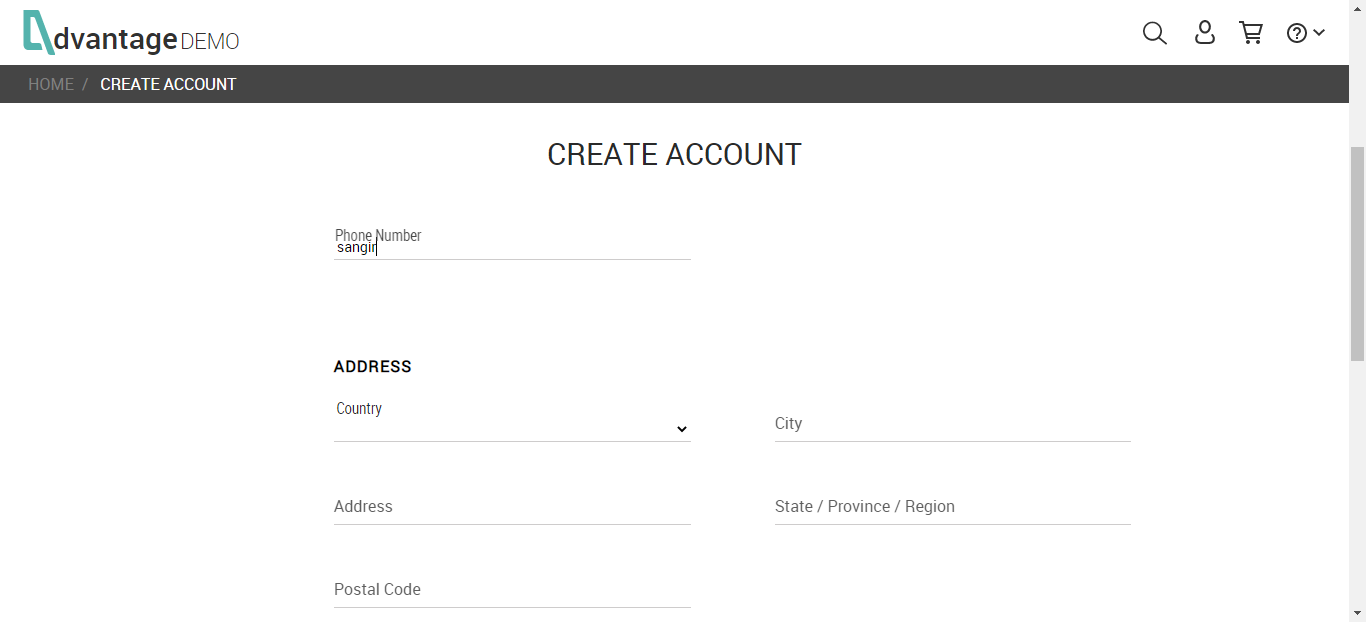 Advantage DEMO
HOME / CREATE ACCOUNT
CREATE ACCOUNT
Phone Number
sangir
ADDRESS
Country
City
Address
State / Province / Region
Postal Code